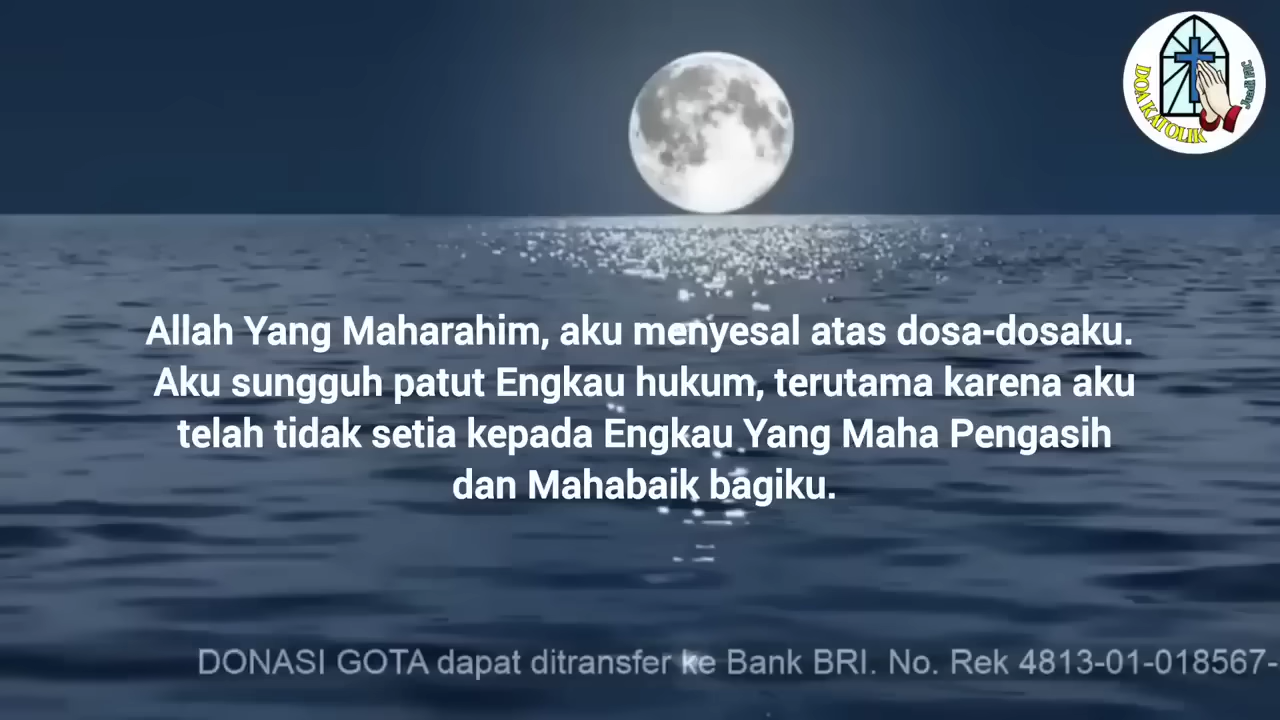 DOA KATOLIK
Allah Yang Maharahim, aku menyesal atas dosa-dosaku.
Aku sungguh patut Engkau hukum, terutama karena aku
telah tidak setia kepada Engkau Yang Maha Pengasih
dan Mahabaik bagiku.
DONASI GOTA dapat ditransfer ke Bank BRI. No. Rek 4813-01-018567-